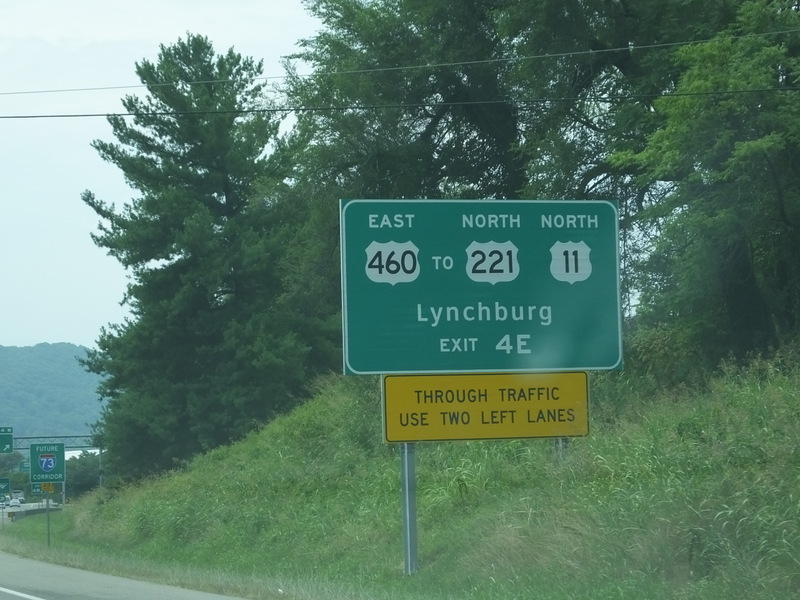 EAST NORTH NORTH
460 TO 221 11
Lynchburg
EXIT 4E
THROUGH TRAFFIC
USE TWO LEFT LANES
FUTURE
73
CORRIDOR